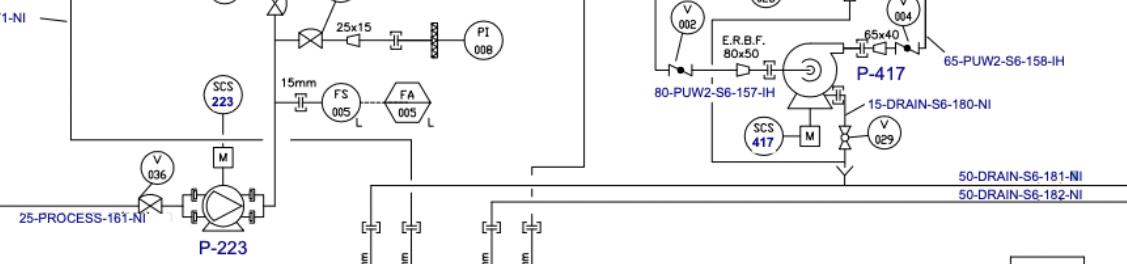 1-NI
V
002
V
004
25x15
PI
008
E.R.B.F.
80x50
65x40
P-417
65-PUW2-S6-158-IH
80-PUW2-S6-157-IH
15mm
SCS
223
FS
005
L
FA
005
L
15-DRAIN-S6-180-NI
SCS
417
M
V
029
M
V
036
50-DRAIN-S6-181-NI
50-DRAIN-S6-182-NI
25-PROCESS-161-NI
P-223